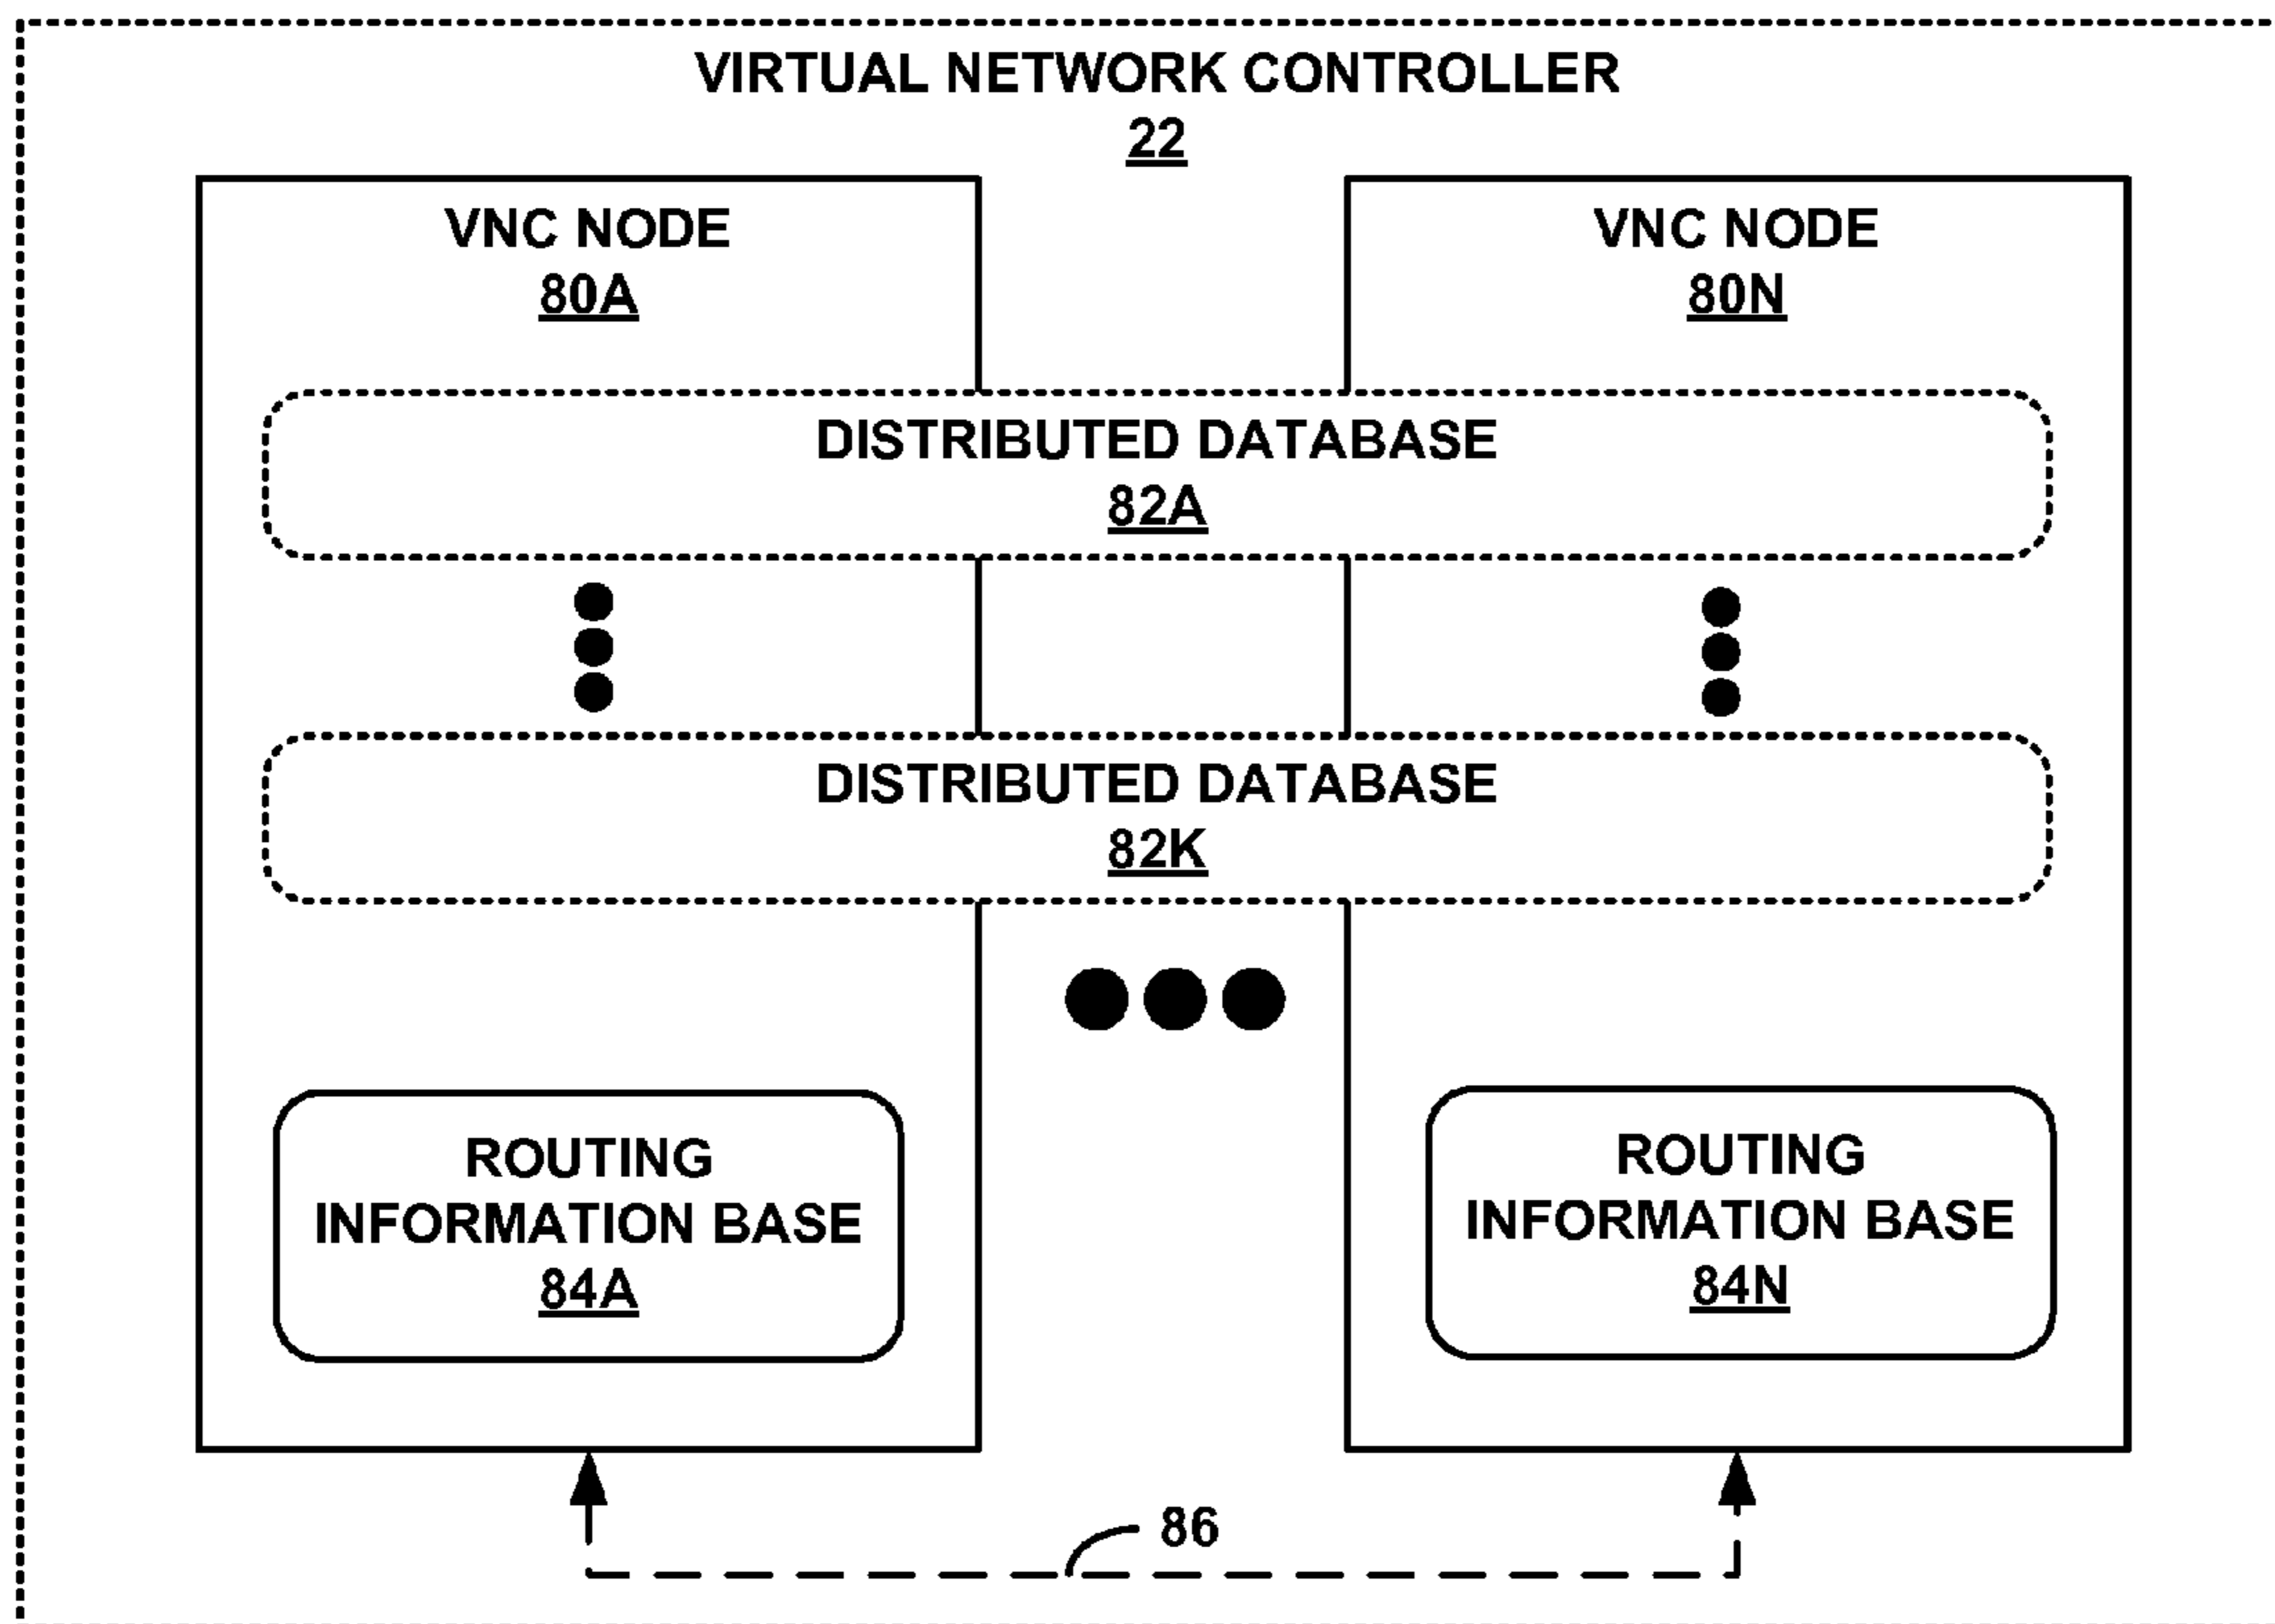 VIRTUAL NETWORK CONTROLLER
22
VNC NODE
80A
VNC NODE
80N
DISTRIBUTED DATABASE
82A
DISTRIBUTED DATABASE
82K
ROUTING
INFORMATION BASE
84A
ROUTING
INFORMATION BASE
84N
86